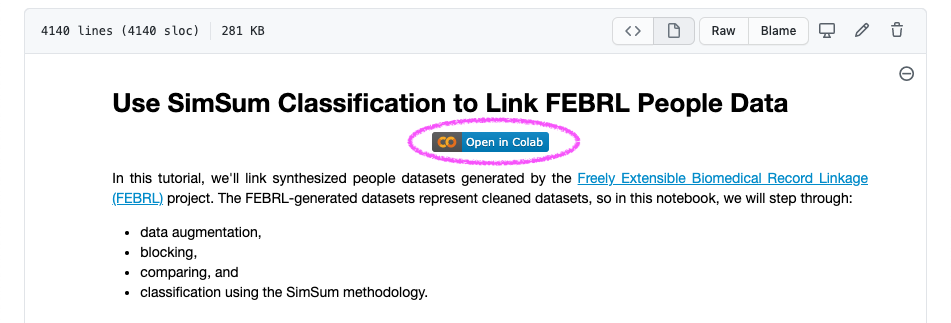 4140 lines (4140 sloc) 281 KB <> Raw Blame
Use SimSum Classification to Link FEBRL People Data
Open in Colab
In this tutorial, we'll link synthesized people datasets generated by the Freely Extensible Biomedical Record Linkage
(FEBRL) project. The FEBRL-generated datasets represent cleaned datasets, so in this notebook, we will step through:
• data augmentation,
• blocking,
• comparing, and
• classification using the SimSum methodology.